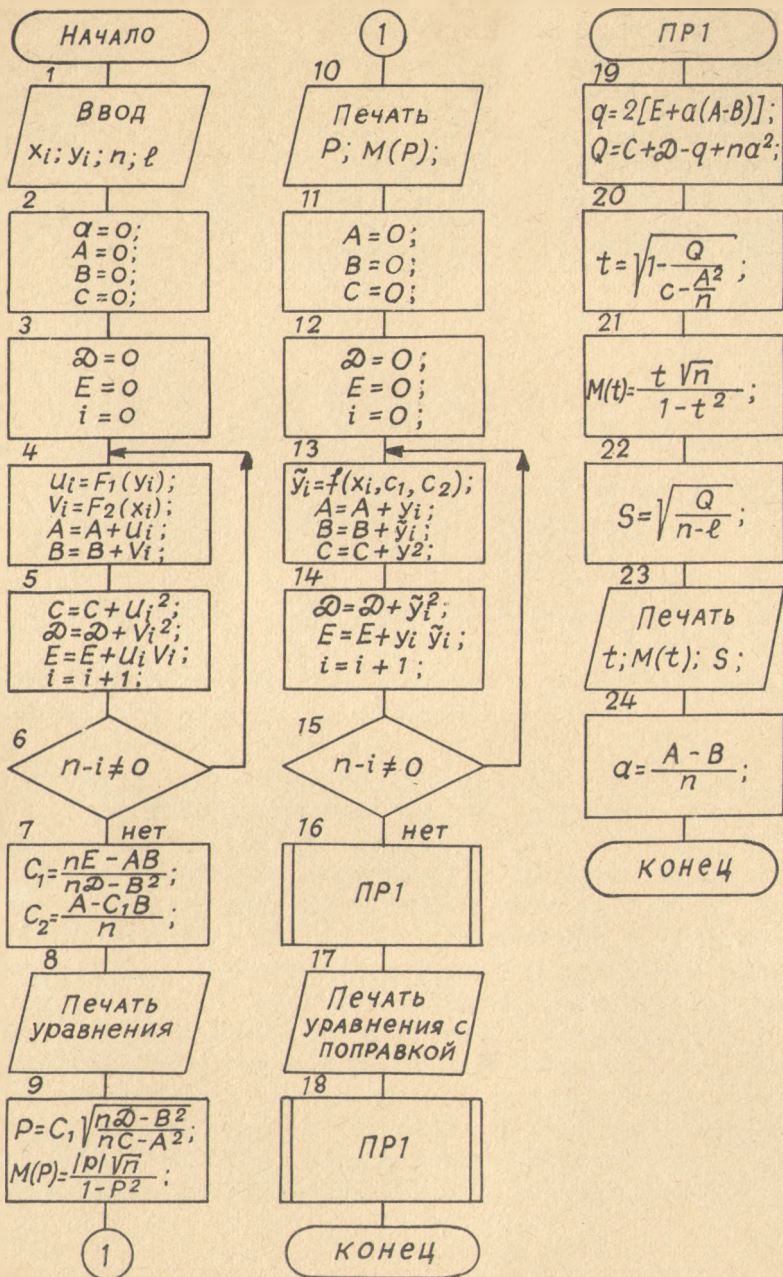 Начало
1
Ввод
xi; yi; n; ℓ
2
a=0;
A=0;
B=0;
C=0;
3
D=0
E=0
i=0
4
Ui=F1(yi);
Vi=F2(xi);
A=A+Ui;
B=B+Vi;
5
C=C+Ui²;
D=D+Vi²;
E=E+UiVi;
i=i+1;
6
n-i≠0
нет
7
C1=(nE-AB)/(nD-B²);
C2=(A-C1B)/n;
8
Печать
уравнения
9
P=C1√((nD-B²)/(nC-A²));
M(P)=(|p|√n)/(1-P²);
1
1
10
Печать
P; M(P);
11
A=0;
B=0;
C=0;
12
D=0;
E=0;
i=0;
13
ỹi=f(xi,c1,c2);
A=A+yi;
B=B+ỹi;
C=C+y2;
14
D=D+ỹi²;
E=E+yi ỹi;
i=i+1;
15
n-i≠0
нет
16
ПР1
17
Печать
уравнения с
поправкой
18
ПР1
конец
ПР1
19
q=2[E+a(A-B)];
Q=C+D-q+na²;
20
t=√(1-Q/(c-A²/n));
21
M(t)=(t√n)/(1-t²);
22
S=√(Q/(n-ℓ));
23
Печать
t; M(t); S;
24
a=(A-B)/n;
конец